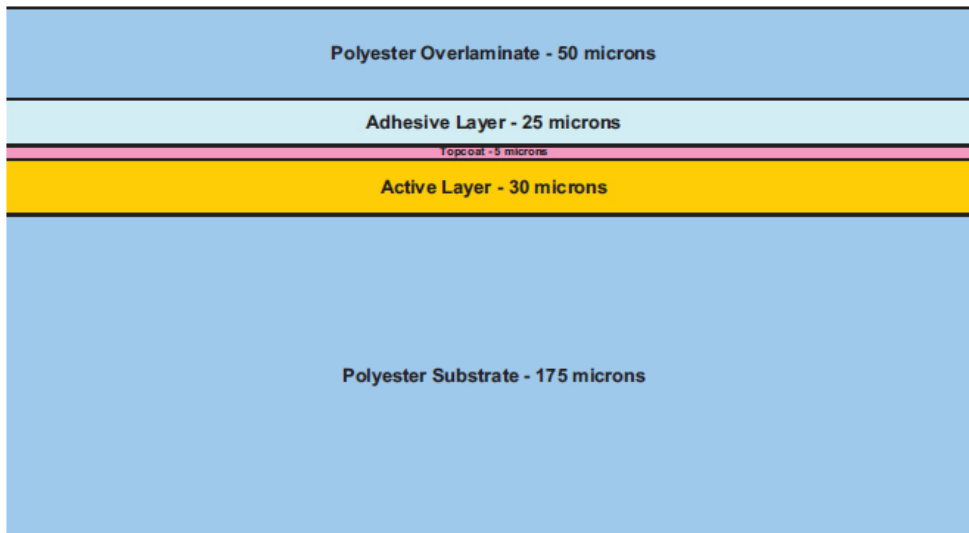 Polyester Overlaminate - 50 microns
Adhesive Layer - 25 microns
Topcoat - 5 microns
Active Layer - 30 microns
Polyester Substrate - 175 microns